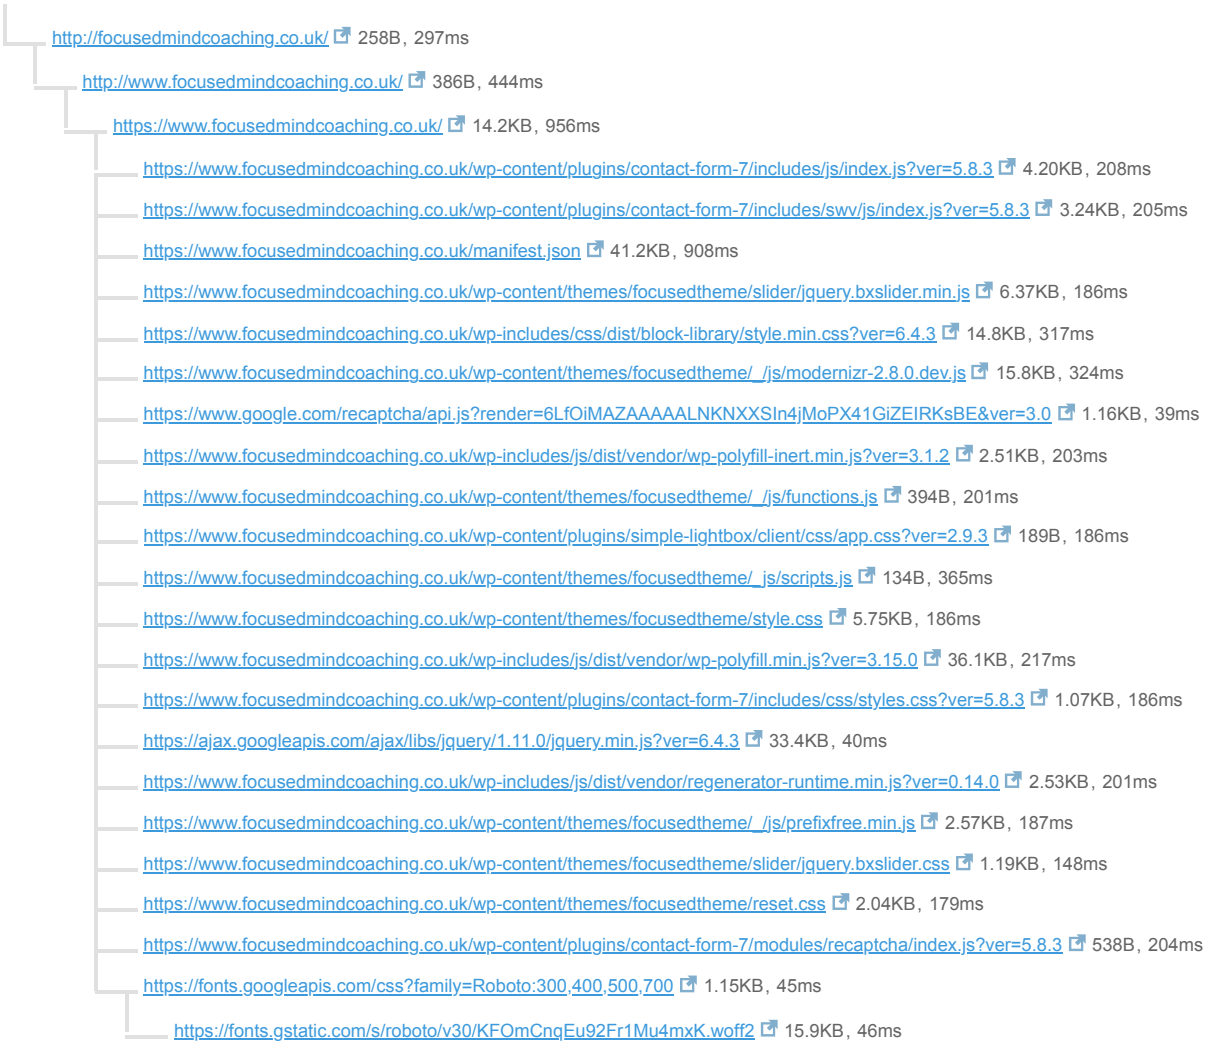 http://focusedmindcoaching.co.uk/ 258B, 297ms
http://www.focusedmindcoaching.co.uk/ 386B, 444ms
https://www.focusedmindcoaching.co.uk/ 14.2KB, 956ms
https://www.focusedmindcoaching.co.uk/wp-content/plugins/contact-form-7/includes/js/index.js?ver=5.8.3 4.20KB, 208ms
https://www.focusedmindcoaching.co.uk/wp-content/plugins/contact-form-7/includes/swv/js/index.js?ver=5.8.3 3.24KB, 205ms
https://www.focusedmindcoaching.co.uk/manifest.json 41.2KB, 908ms
https://www.focusedmindcoaching.co.uk/wp-content/themes/focusedtheme/slider/jquery.bxslider.min.js 6.37KB, 186ms
https://www.focusedmindcoaching.co.uk/wp-includes/css/dist/block-library/style.min.css?ver=6.4.3 14.8KB, 317ms
https://www.focusedmindcoaching.co.uk/wp-content/themes/focusedtheme/_/js/modernizr-2.8.0.dev.js 15.8KB, 324ms
https://www.google.com/recaptcha/api.js?render=6LfOiMAZAAAAALNKNXXSIn4jMoPX41GiZEIRKsBE&ver=3.0 1.16KB, 39ms
https://www.focusedmindcoaching.co.uk/wp-includes/js/dist/vendor/wp-polyfill-inert.min.js?ver=3.1.2 2.51KB, 203ms
https://www.focusedmindcoaching.co.uk/wp-content/themes/focusedtheme/_/js/functions.js 394B, 201ms
https://www.focusedmindcoaching.co.uk/wp-content/plugins/simple-lightbox/client/css/app.css?ver=2.9.3 189B, 186ms
https://www.focusedmindcoaching.co.uk/wp-content/themes/focusedtheme/_js/scripts.js 134B, 365ms
https://www.focusedmindcoaching.co.uk/wp-content/themes/focusedtheme/style.css 5.75KB, 186ms
https://www.focusedmindcoaching.co.uk/wp-includes/js/dist/vendor/wp-polyfill.min.js?ver=3.15.0 36.1KB, 217ms
https://www.focusedmindcoaching.co.uk/wp-content/plugins/contact-form-7/includes/css/styles.css?ver=5.8.3 1.07KB, 186ms
https://ajax.googleapis.com/ajax/libs/jquery/1.11.0/jquery.min.js?ver=6.4.3 33.4KB, 40ms
https://www.focusedmindcoaching.co.uk/wp-includes/js/dist/vendor/regenerator-runtime.min.js?ver=0.14.0 2.53KB, 201ms
https://www.focusedmindcoaching.co.uk/wp-content/themes/focusedtheme/_/js/prefixfree.min.js 2.57KB, 187ms
https://www.focusedmindcoaching.co.uk/wp-content/themes/focusedtheme/slider/jquery.bxslider.css 1.19KB, 148ms
https://www.focusedmindcoaching.co.uk/wp-content/themes/focusedtheme/reset.css 2.04KB, 179ms
https://www.focusedmindcoaching.co.uk/wp-content/plugins/contact-form-7/modules/recaptcha/index.js?ver=5.8.3 538B, 204ms
https://fonts.googleapis.com/css?family=Roboto:300,400,500,700 1.15KB, 45ms
https://fonts.gstatic.com/s/roboto/v30/KFOmCnqEu92Fr1Mu4mxK.woff2 15.9KB, 46ms